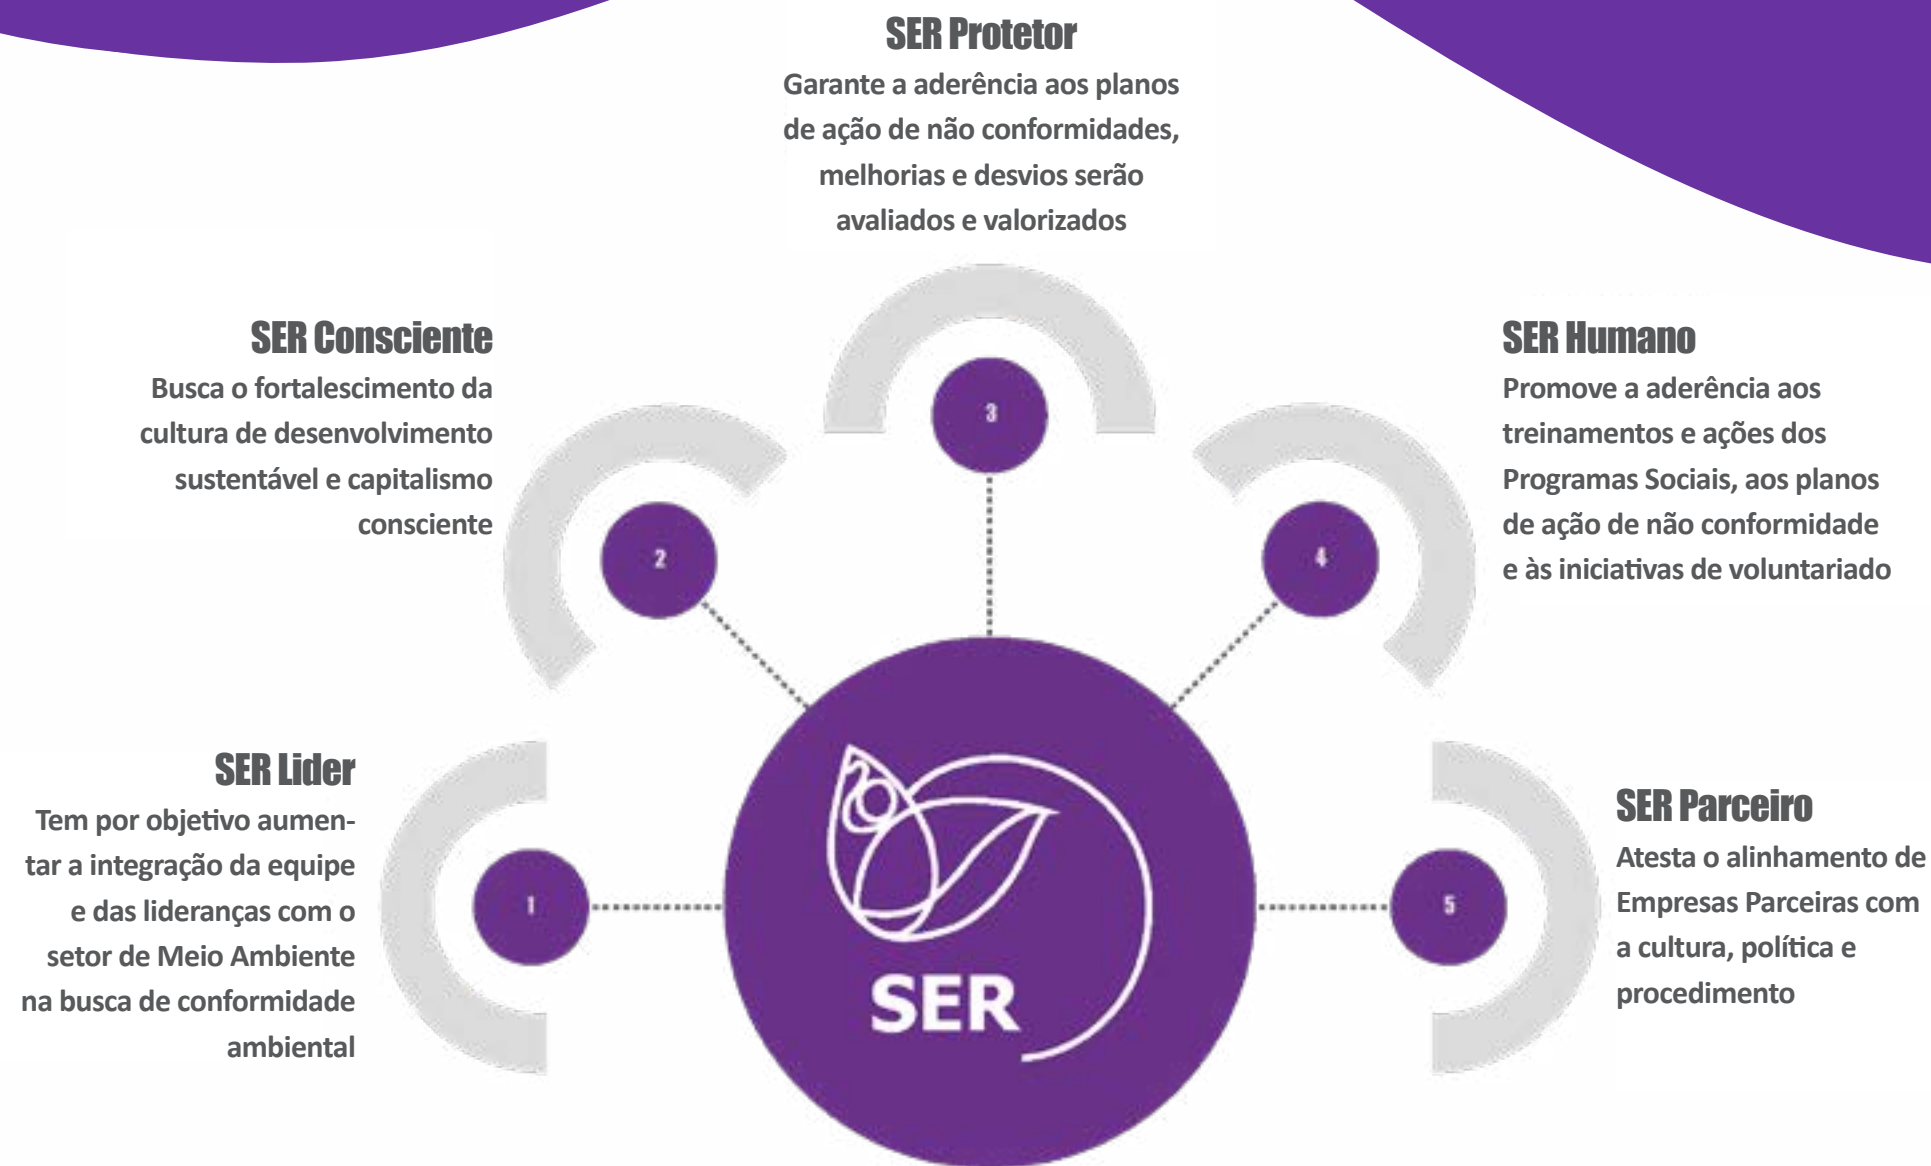 SER Protetor
Garante a aderência aos planos
de ação de não conformidades,
melhorias e desvios serão
avaliados e valorizados
SER Consciente
Busca o fortalescimento da
cultura de desenvolvimento
sustentável e capitalismo
consciente
SER Humano
Promove a aderência aos
treinamentos e ações dos
Programas Sociais, aos planos
de ação de não conformidade
e às iniciativas de voluntariado
SER Lider
Tem por objetivo aumen-
tar a integração da equipe
e das lideranças com o
setor de Meio Ambiente
na busca de conformidade
ambiental
SER Parceiro
Atesta o alinhamento de
Empresas Parceiras com
a cultura, política e
procedimento
1
2
3
4
5
SER